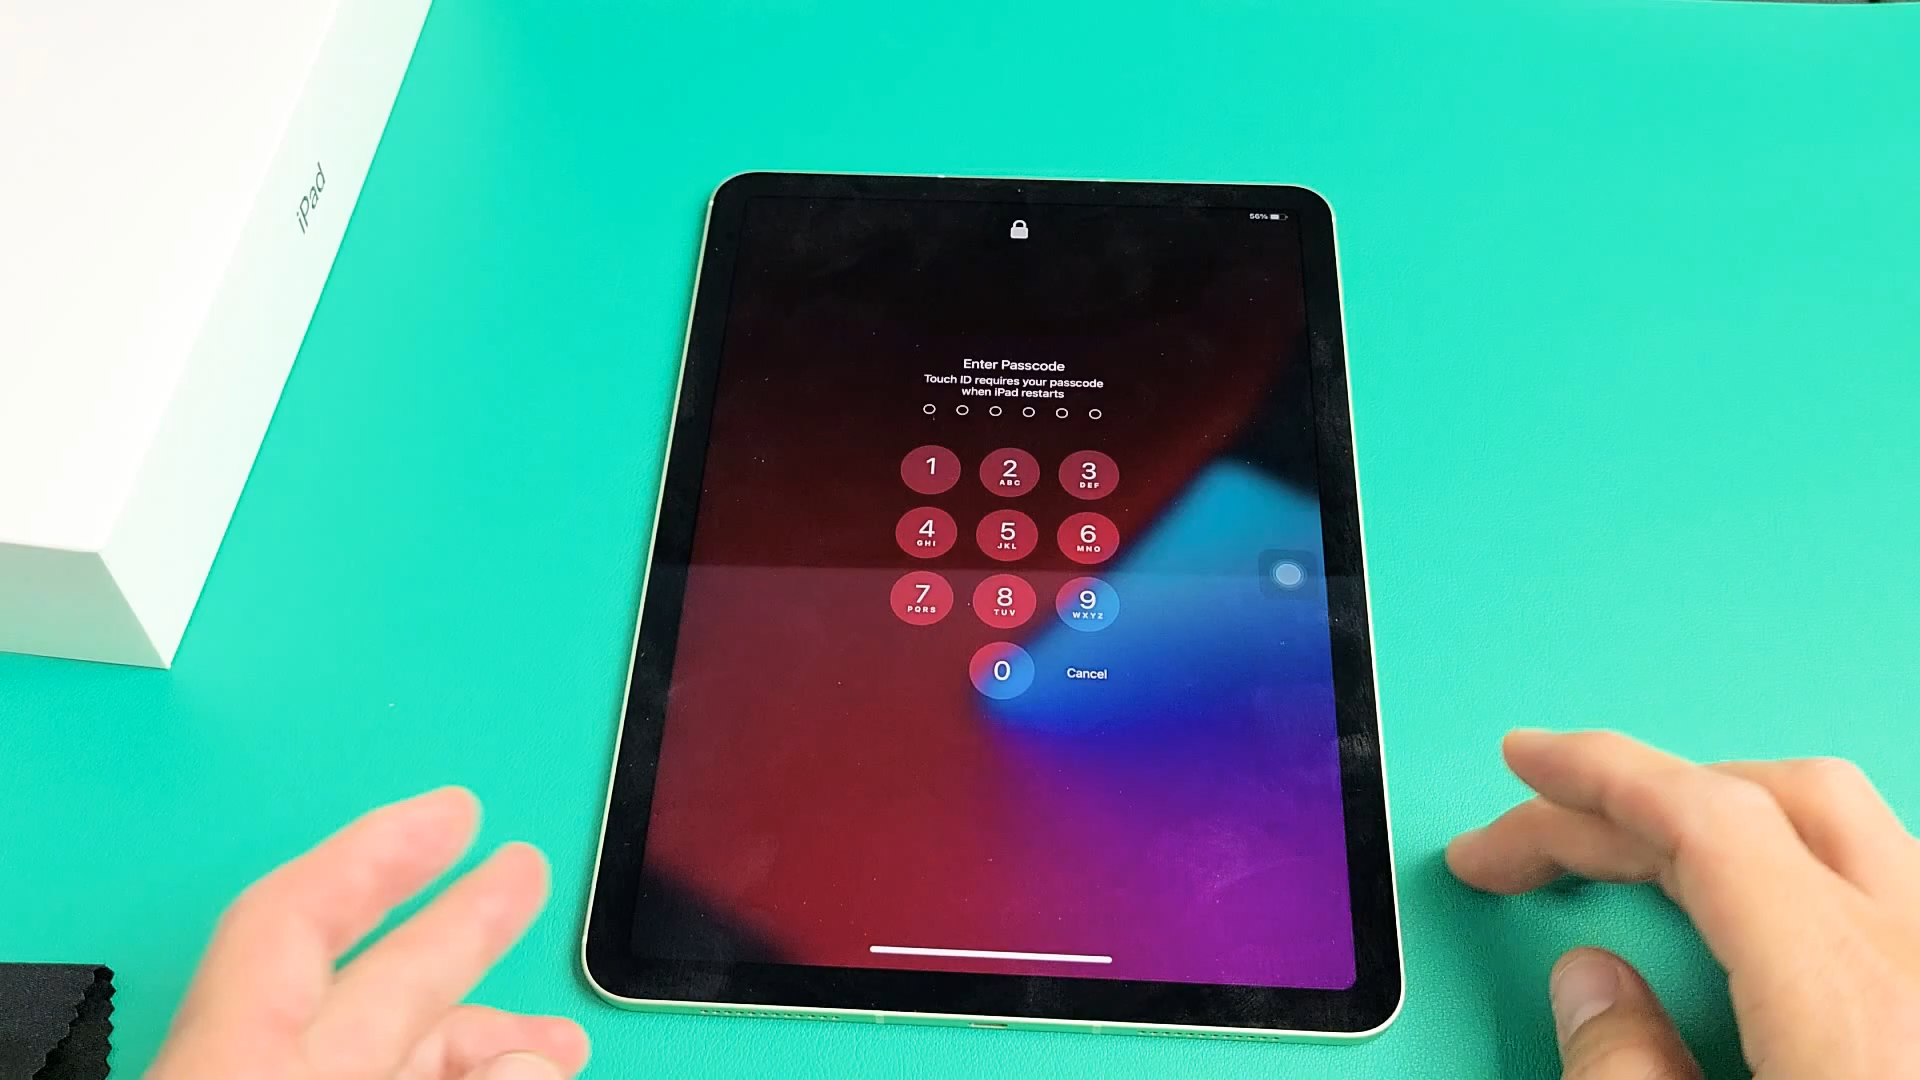 iPad
56%
Enter Passcode
Touch ID requires your passcode
when iPad restarts
1
2
ABC
3
DEF
4
GHI
5
JKL
6
MNO
7
PQRS
8
TUV
9
WXYZ
0
Cancel